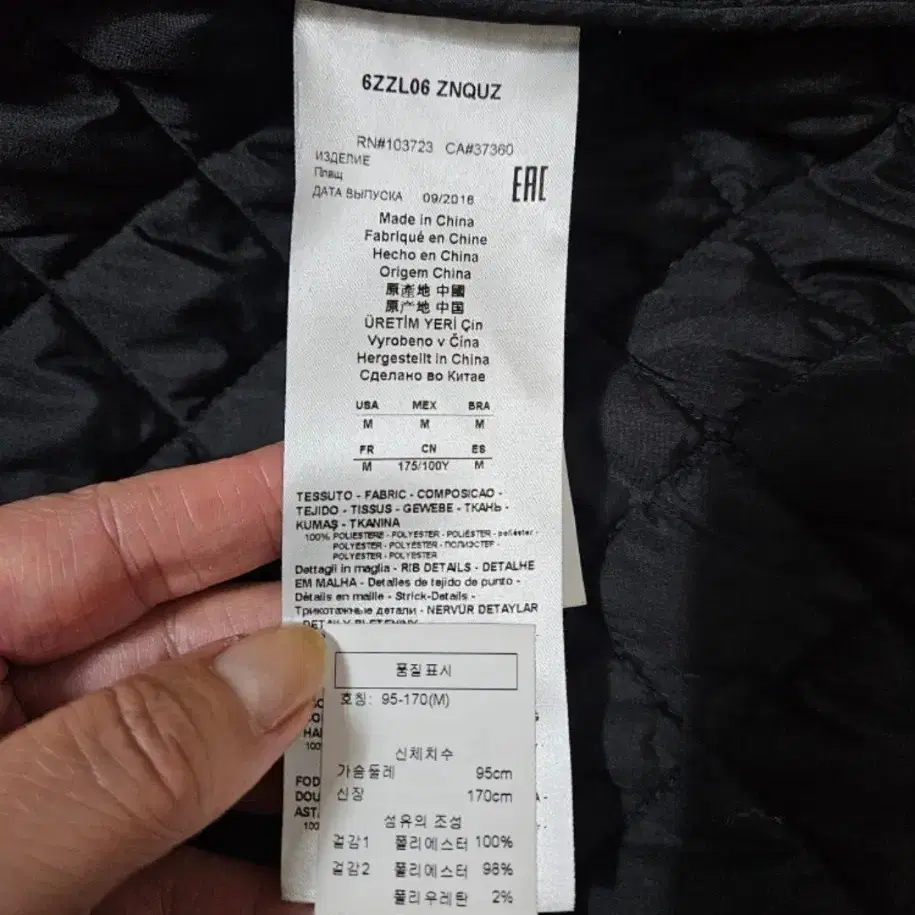 6ZZL06 ZNQUZ
RN#103723 CA#37360
ИЗДЕЛИЕ
Плащ
ДАТА ВЫПУСКА 09/2016
EAC
Made in China
Fabriqué en Chine
Hecho en China
Origem China
原產地 中國
原产地 中国
ÜRETİM YERİ Çin
Vyrobeno v Čína
Hergestellt in China
Сделано во Китае
USA MEX BRA
M M M
FR CN ES
M 175/100Y M
TESSUTO - FABRIC - COMPOSICAO -
TEJIDO - TISSUS - GEWEBE - ТКАНЬ -
KUMAŞ - TKANINA
100% POLIESTERE - POLYESTER - POLIÉSTER - poliéster -
POLYESTER - POLYESTER - ПОЛИЭСТЕР -
POLYESTER - POLYESTER
Dettagli in maglia - RIB DETAILS - DETALHE
EM MALHA - Detalles de tejido de punto -
Détails en maille - Strick-Details -
Трикотажные детали - NERVÜR DETAYLAR
품질표시
호칭: 95-170(M)
신체치수
가슴둘레 95cm
신장 170cm
섬유의 조성
겉감1 폴리에스터 100%
겉감2 폴리에스터 98%
폴리우레탄 2%
FOD
DOU
AST
100